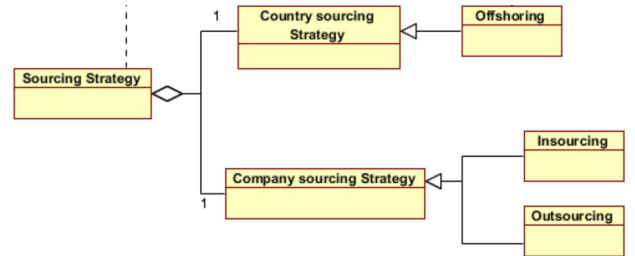 1
Country sourcing
Strategy
Offshoring
Sourcing Strategy
Insourcing
Company sourcing Strategy
1
Outsourcing